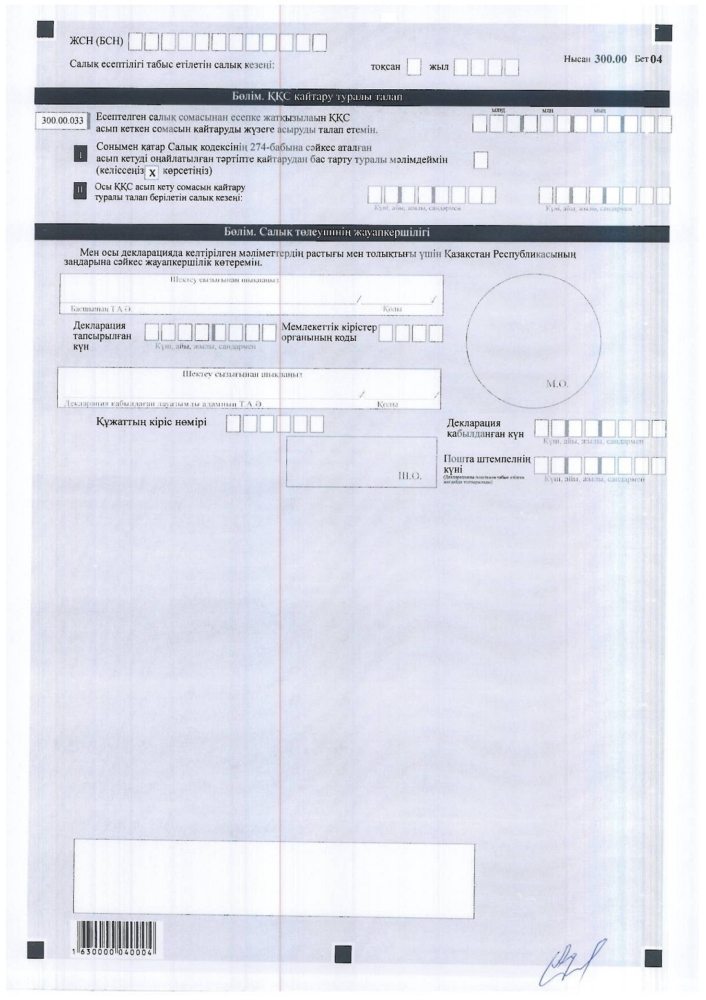 ЖСН (БСН)
Нысан 300.00 Бет 04
Салық есептілігі табыс етілетін салық кезеңі: тоқсан жыл
Бөлім. ҚҚС қайтару туралы талап
млрд млн мың
300.00.033 Есептелген салық сомасынан есепке жатқызылаын ҚҚС
асып кеткен сомасын қайтаруды жүзеге асыруды талап етемін.
I Сонымен қатар Салық кодексінің 274-бабына сәйкес аталған
асып кетуді оңайлатылған тәртіпте қайтарудан бас тарту туралы мәлімдеймін
(келіссеңіз X көрсетіңіз)
II Осы ҚҚС асып кету сомасын қайтару
туралы талап берілетін салық кезеңі:
Күні, айы, жылы, сандармен Күні, айы, жылы, сандармен
Бөлім. Салық төлеушінің жауапкершілігі
Мен осы декларацияда келтірілген мәліметтердің растығы мен толықтығы үшін Қазақстан Республикасының
заңдарына сәйкес жауапкершілік көтеремін.
Шектеу сызығынан шықпаңыз
/ /
Басшының Т.А.Ә. Қолы
Декларация
тапсырылған
күн
Күні, айы, жылы, сандармен
Мемлекеттік кірістер
органының коды
М.О.
Шектеу сызығынан шықпаңыз
/ /
Декларация қабылдаған лауазымды адамның Т.А.Ә. Қолы
Құжаттың кіріс нөмірі
Декларация
қабылданған күн
Күні, айы, жылы, сандармен
Ш.О.
Пошта штемпелнің
күні
(Декларацияны поштамен табыс етілген
жағдайда толтырылады)
Күні, айы, жылы, сандармен
1 630000 040004